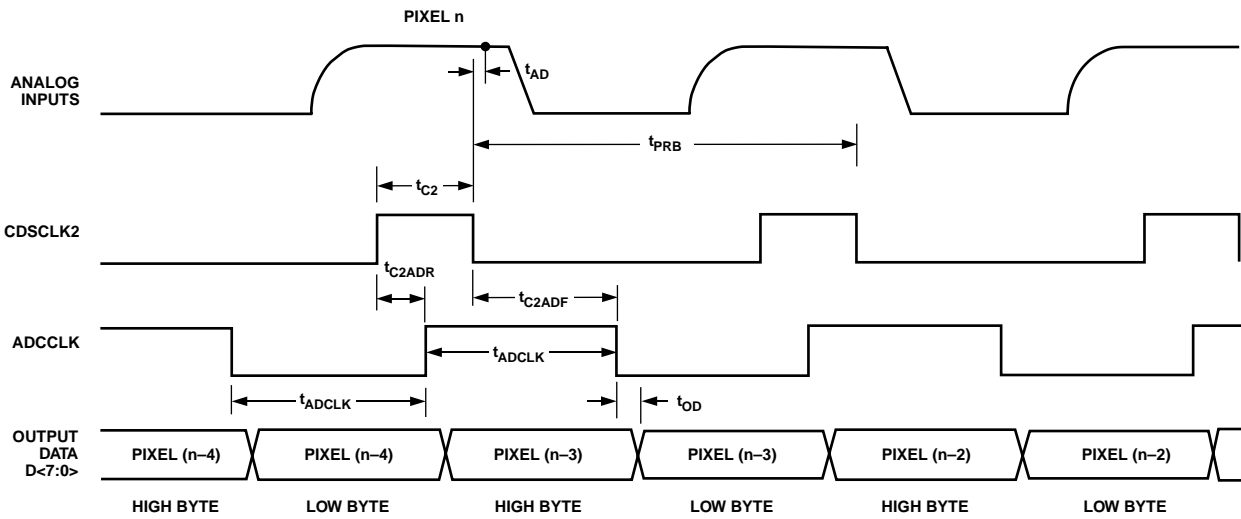 PIXEL n
ANALOG
INPUTS
tAD
tPRB
tC2
CDSCLK2
tC2ADR
tC2ADF
ADCCLK
tADCLK
tADCLK
tOD
OUTPUT
DATA
D<7:0>
PIXEL (n–4) PIXEL (n–4) PIXEL (n–3) PIXEL (n–3) PIXEL (n–2) PIXEL (n–2)
HIGH BYTE LOW BYTE HIGH BYTE LOW BYTE HIGH BYTE LOW BYTE